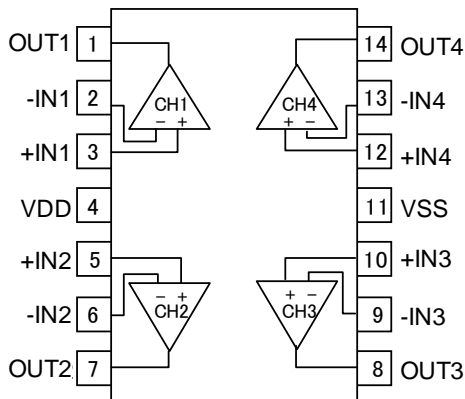 OUT1 1 14 OUT4
-IN1 2 CH1 CH4 13 -IN4
− + + −
+IN1 3 12 +IN4
VDD 4 11 VSS
+IN2 5 10 +IN3
− + + −
-IN2 6 CH2 CH3 9 -IN3
OUT2 7 8 OUT3